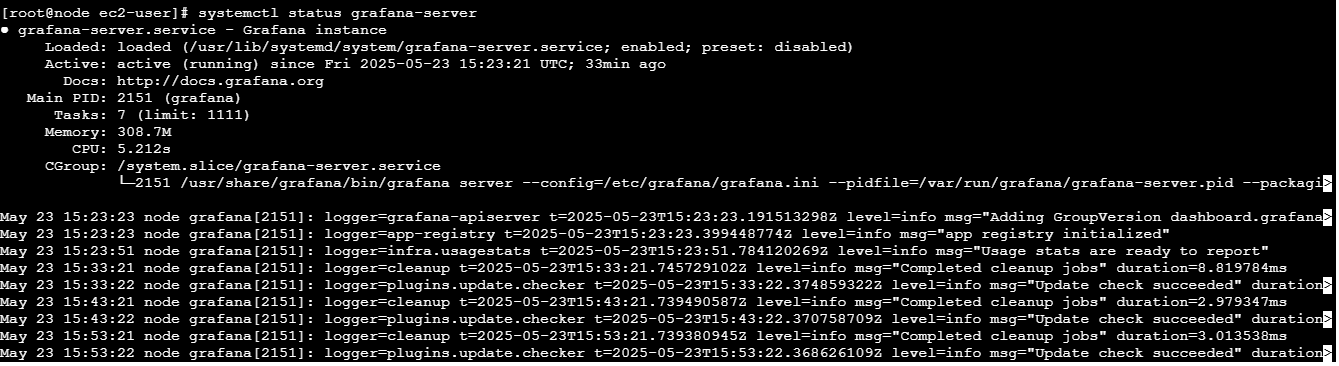 [root@node ec2-user]# systemctl status grafana-server
● grafana-server.service - Grafana instance
     Loaded: loaded (/usr/lib/systemd/system/grafana-server.service; enabled; preset: disabled)
     Active: active (running) since Fri 2025-05-23 15:23:21 UTC; 33min ago
       Docs: http://docs.grafana.org
   Main PID: 2151 (grafana)
      Tasks: 7 (limit: 1111)
     Memory: 308.7M
        CPU: 5.212s
     CGroup: /system.slice/grafana-server.service
             └─2151 /usr/share/grafana/bin/grafana server --config=/etc/grafana/grafana.ini --pidfile=/var/run/grafana/grafana-server.pid --packagi>
May 23 15:23:23 node grafana[2151]: logger=grafana-apiserver t=2025-05-23T15:23:23.191513298Z level=info msg="Adding GroupVersion dashboard.grafana>
May 23 15:23:23 node grafana[2151]: logger=app-registry t=2025-05-23T15:23:23.399448774Z level=info msg="app registry initialized"
May 23 15:23:51 node grafana[2151]: logger=infra.usagestats t=2025-05-23T15:23:51.784120269Z level=info msg="Usage stats are ready to report"
May 23 15:33:21 node grafana[2151]: logger=cleanup t=2025-05-23T15:33:21.745729102Z level=info msg="Completed cleanup jobs" duration=8.819784ms
May 23 15:33:22 node grafana[2151]: logger=plugins.update.checker t=2025-05-23T15:33:22.374859322Z level=info msg="Update check succeeded" duration>
May 23 15:43:21 node grafana[2151]: logger=cleanup t=2025-05-23T15:43:21.739490587Z level=info msg="Completed cleanup jobs" duration=2.979347ms
May 23 15:43:22 node grafana[2151]: logger=plugins.update.checker t=2025-05-23T15:43:22.370758709Z level=info msg="Update check succeeded" duration>
May 23 15:53:21 node grafana[2151]: logger=cleanup t=2025-05-23T15:53:21.739380945Z level=info msg="Completed cleanup jobs" duration=3.013538ms
May 23 15:53:22 node grafana[2151]: logger=plugins.update.checker t=2025-05-23T15:53:22.368626109Z level=info msg="Update check succeeded" duration>